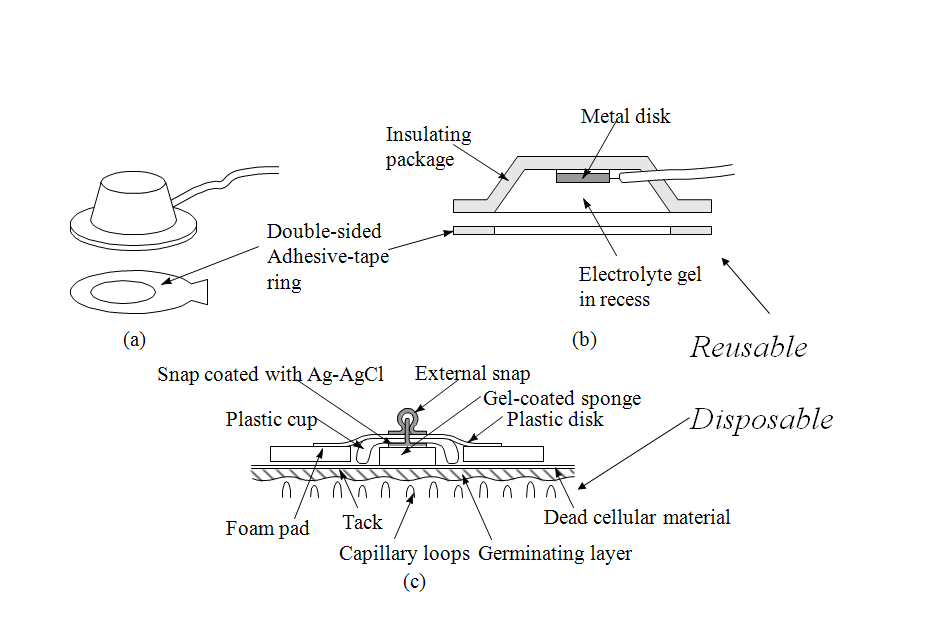 Metal disk
Insulating
package
Double-sided
Adhesive-tape
ring
Electrolyte gel
in recess
(a)
(b)
Reusable
Snap coated with Ag-AgCl
External snap
Gel-coated sponge
Plastic cup
Plastic disk
Disposable
Foam pad
Tack
Dead cellular material
Capillary loops
Germinating layer
(c)